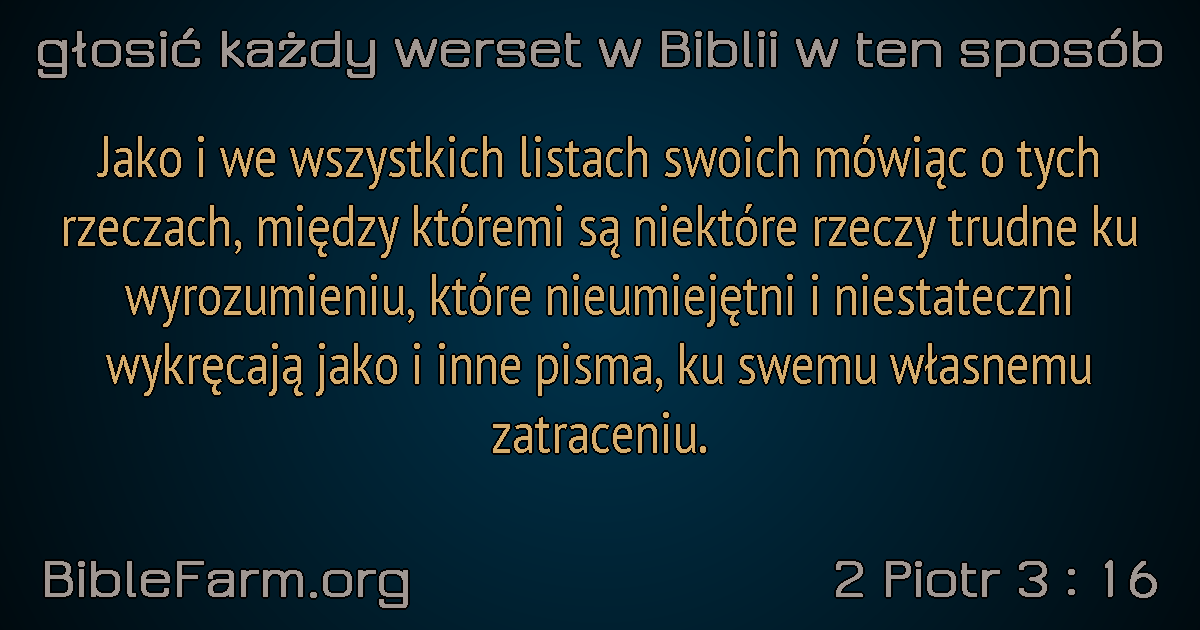 głosić każdy werset w Biblii w ten sposób
Jako i we wszystkich listach swoich mówiąc o tych
rzeczach, między któremi są niektóre rzeczy trudne ku
wyrozumieniu, które nieumiejętni i niestateczni
wykręcają jako i inne pisma, ku swemu własnemu
zatraceniu.
BibleFarm.org
2 Piotr 3 : 16